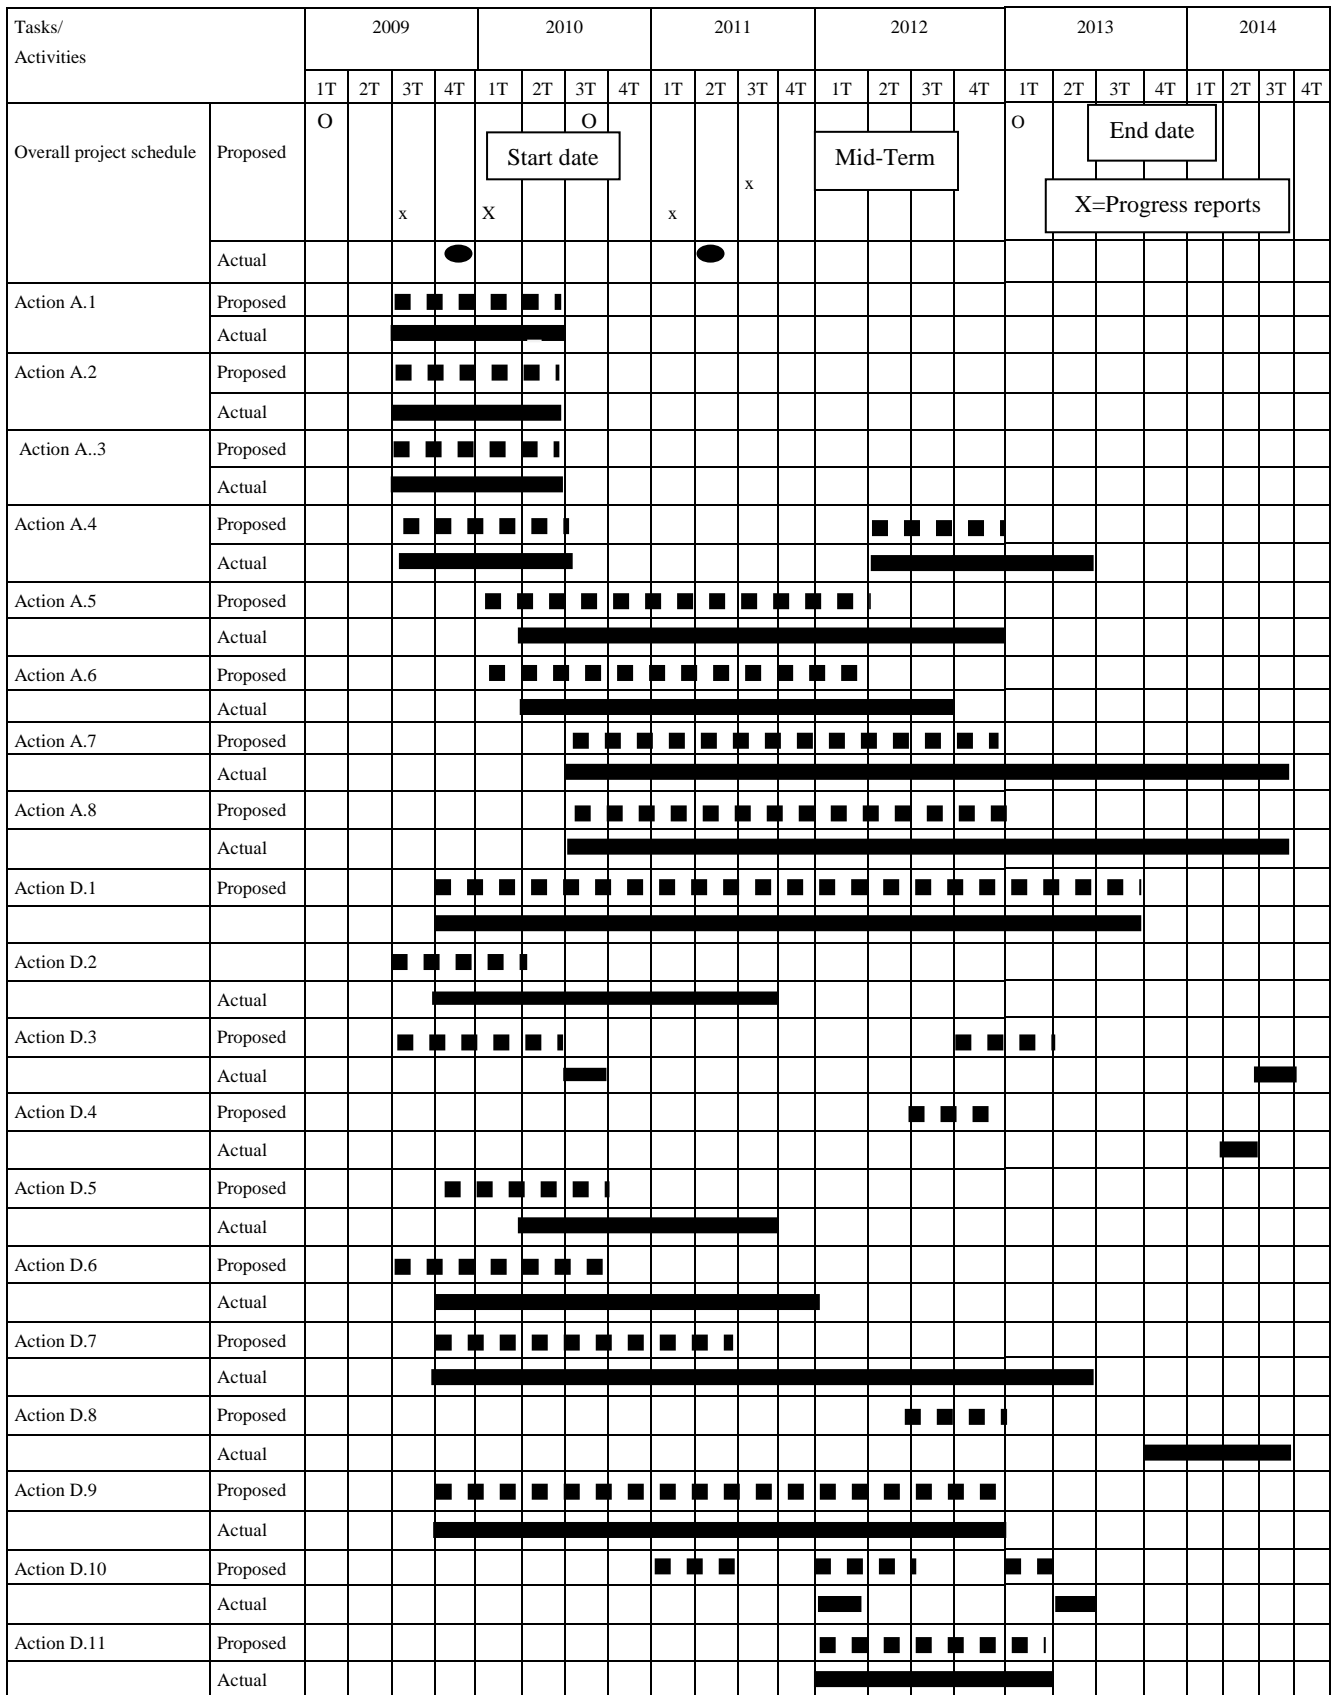 Tasks/ 2009 2010 2011 2012 2013 2014
Activities
1T 2T 3T 4T 1T 2T 3T 4T 1T 2T 3T 4T 1T 2T 3T 4T 1T 2T 3T 4T 1T 2T 3T 4T
O O O
End date
Overall project schedule Proposed Start date Mid-Term
x
x X x X=Progress reports
Actual
Action A.1 Proposed
Actual
Action A.2 Proposed
Actual
Action A..3 Proposed
Actual
Action A.4 Proposed
Actual
Action A.5 Proposed
Actual
Action A.6 Proposed
Actual
Action A.7 Proposed
Actual
Action A.8 Proposed
Actual
Action D.1 Proposed
Action D.2
Actual
Action D.3 Proposed
Actual
Action D.4 Proposed
Actual
Action D.5 Proposed
Actual
Action D.6 Proposed
Actual
Action D.7 Proposed
Actual
Action D.8 Proposed
Actual
Action D.9 Proposed
Actual
Action D.10 Proposed
Actual
Action D.11 Proposed
Actual